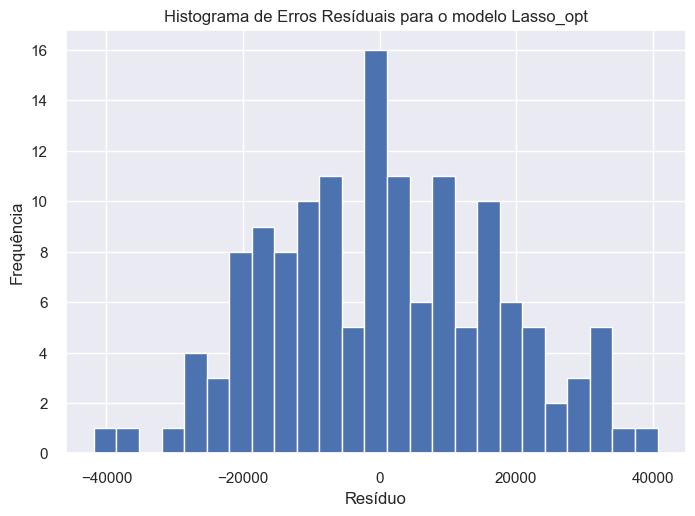 Histograma de Erros Resíduais para o modelo Lasso_opt
16
14
12
10
8
6
4
2
0
Frequência
−40000 −20000 0 20000 40000
Resíduo